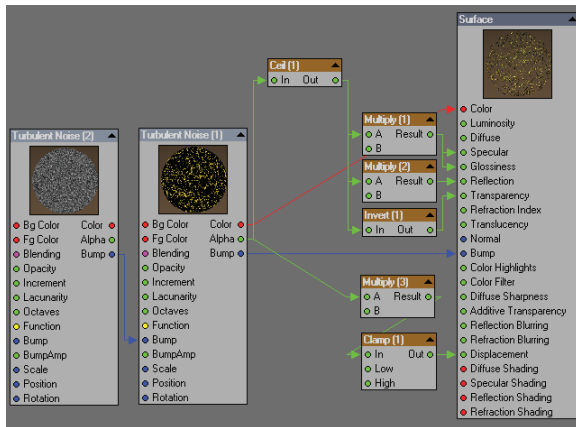 Surface
Ceil (1)
In Out
Color
Luminosity
Diffuse
Specular
Glossiness
Reflection
Transparency
Refraction Index
Translucency
Normal
Bump
Color Highlights
Color Filter
Diffuse Sharpness
Additive Transparency
Reflection Blurring
Refraction Blurring
Displacement
Diffuse Shading
Specular Shading
Reflection Shading
Refraction Shading
Multiply (1)
A Result
B
Multiply (2)
A Result
B
Invert (1)
In Out
Multiply (3)
A Result
B
Clamp (1)
In Out
Low
High
Turbulent Noise (2)
Bg Color Color
Fg Color Alpha
Blending Bump
Opacity
Increment
Lacunarity
Octaves
Function
Bump
BumpAmp
Scale
Position
Rotation
Turbulent Noise (1)
Bg Color Color
Fg Color Alpha
Blending Bump
Opacity
Increment
Lacunarity
Octaves
Function
Bump
BumpAmp
Scale
Position
Rotation